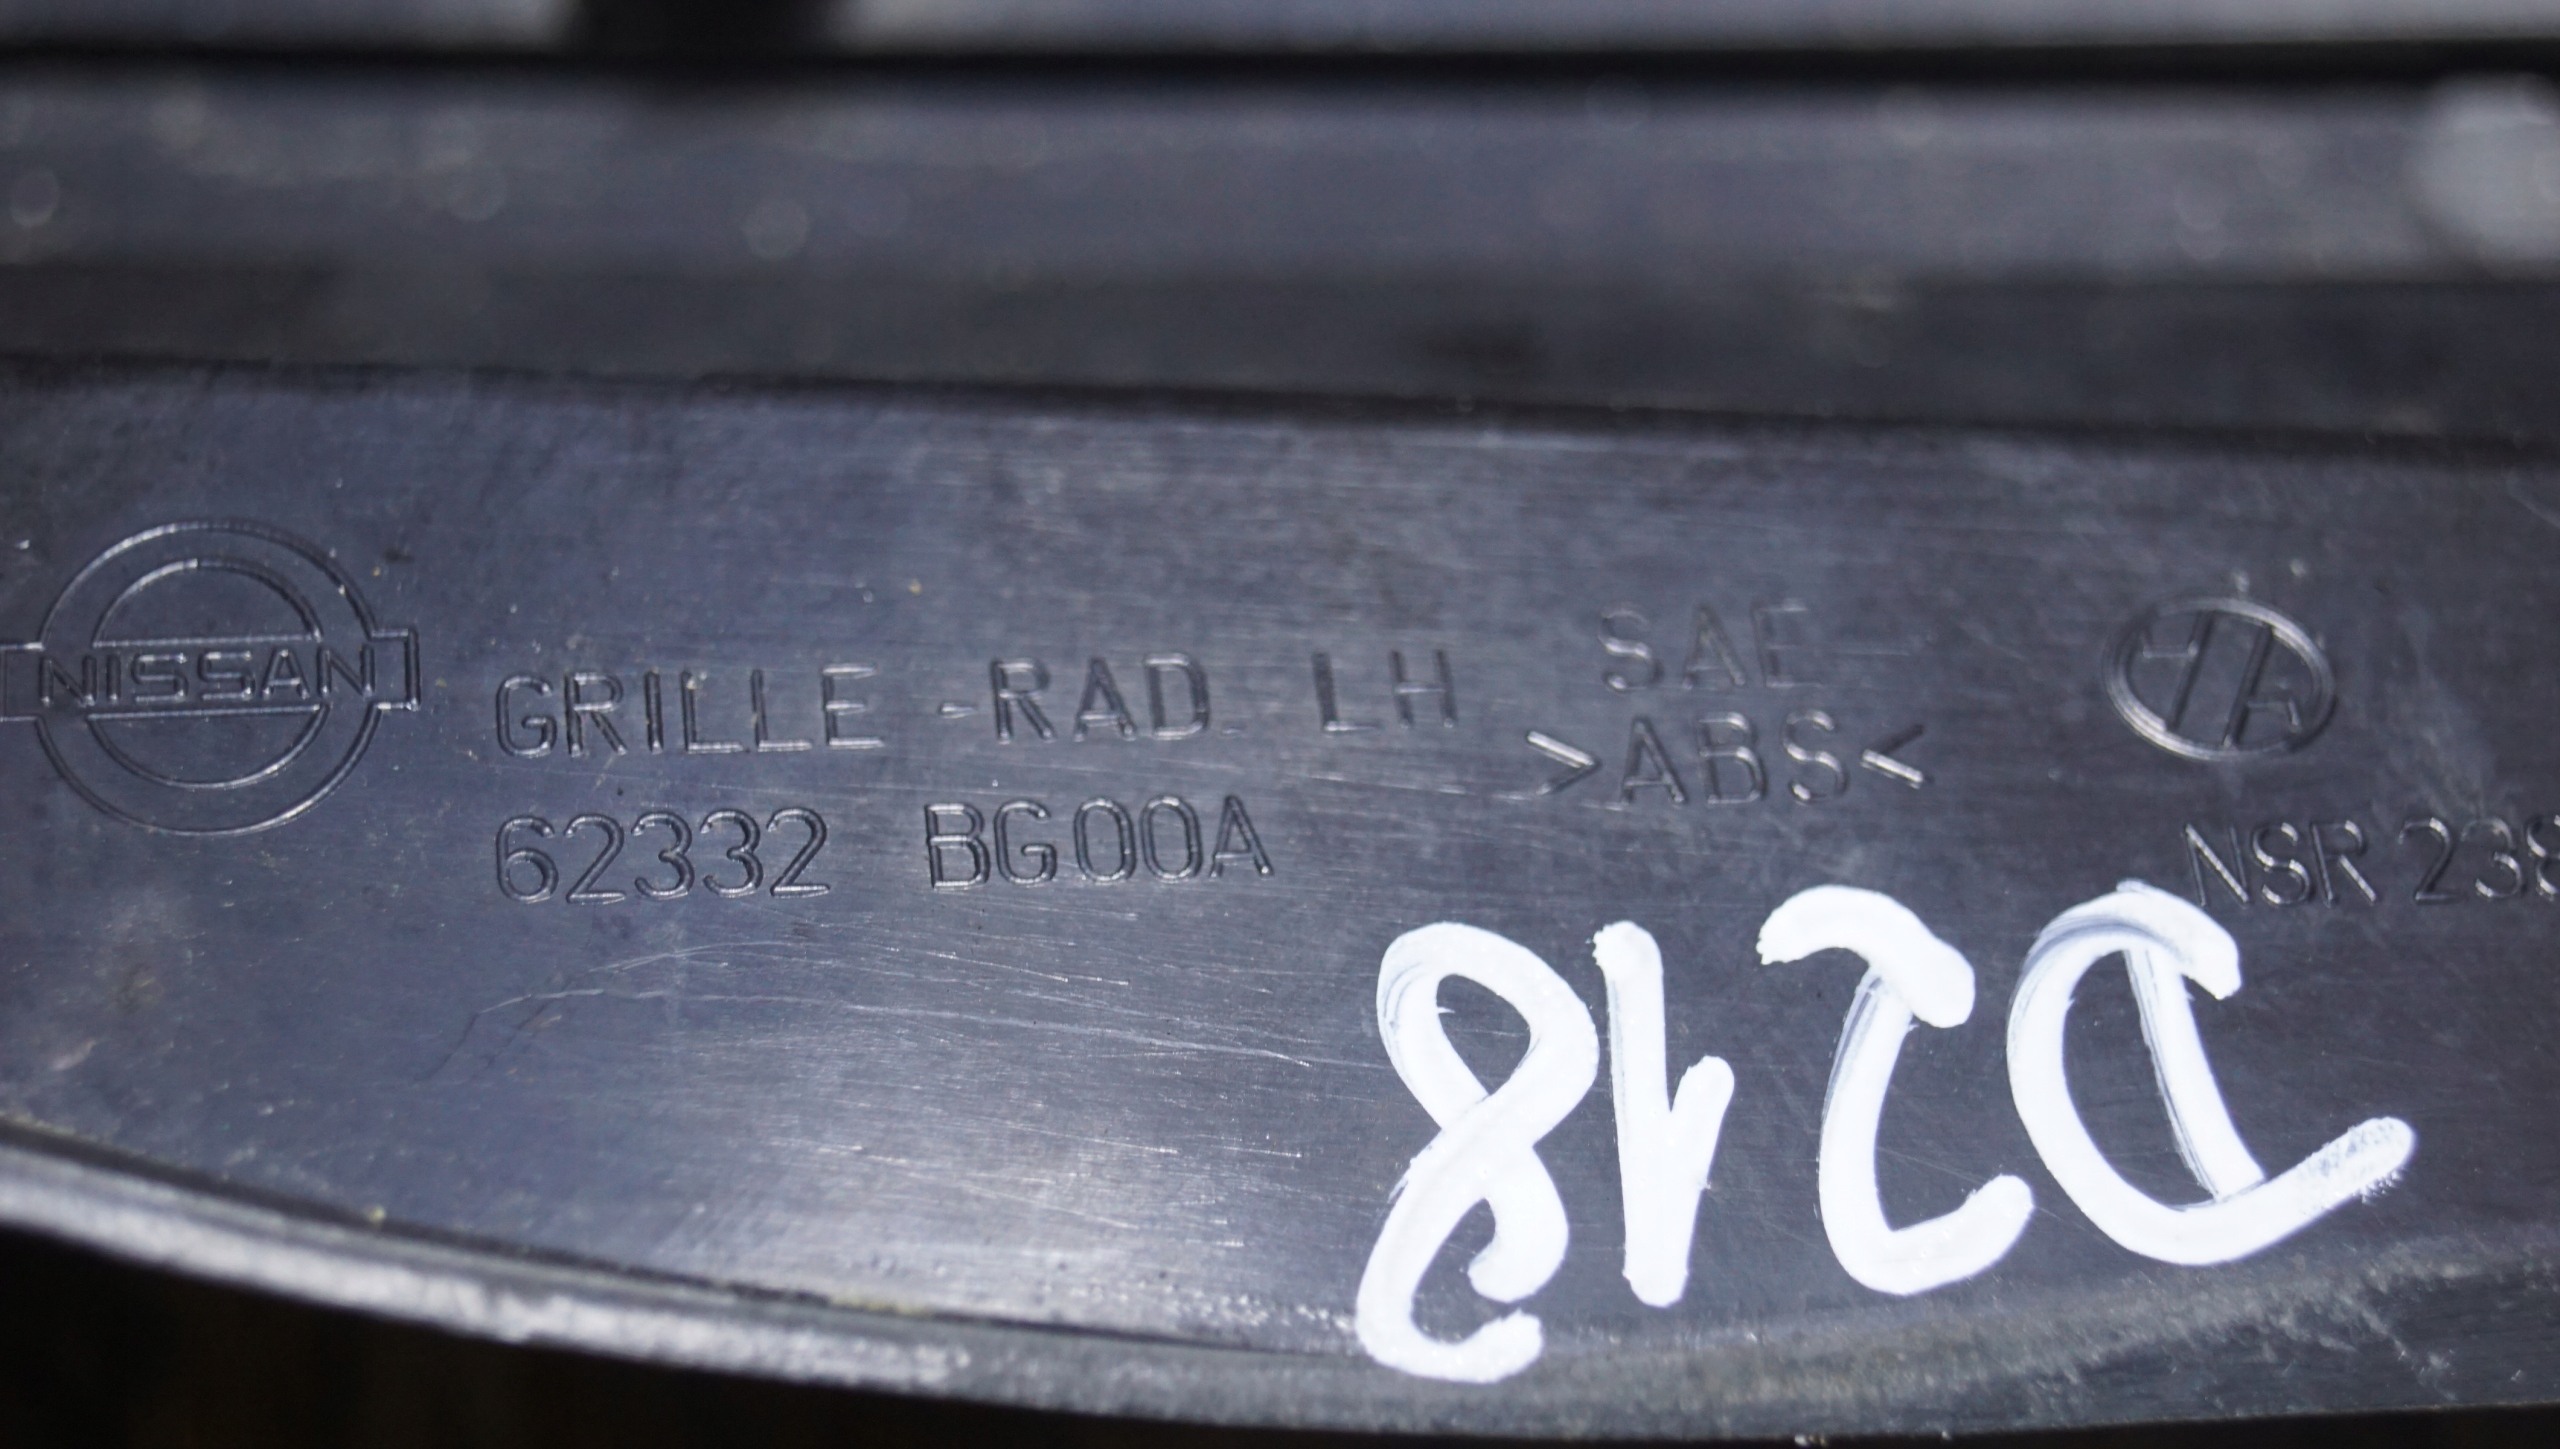 NISSAN
GRILLE -RAD. LH
62332 BG00A
SAE
>ABS<
NSR 238
D218